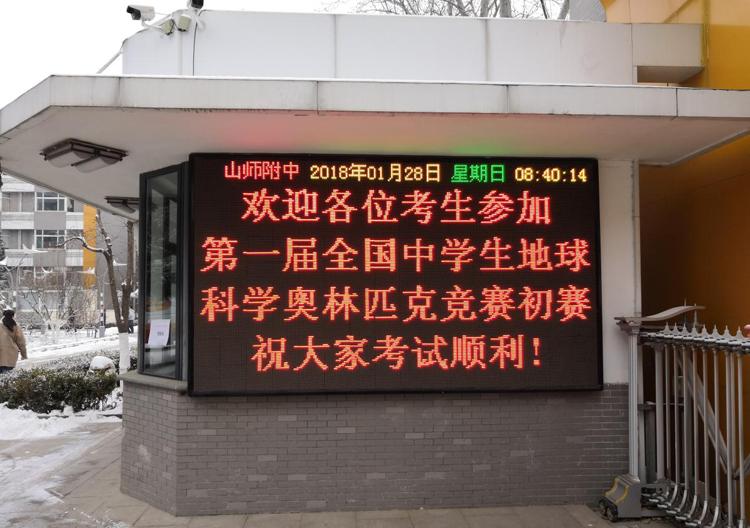 山师附中 2018年01月28日 星期日 08:40:14
欢迎各位考生参加
第一届全国中学生地球
科学奥林匹克竞赛初赛
祝大家考试顺利!